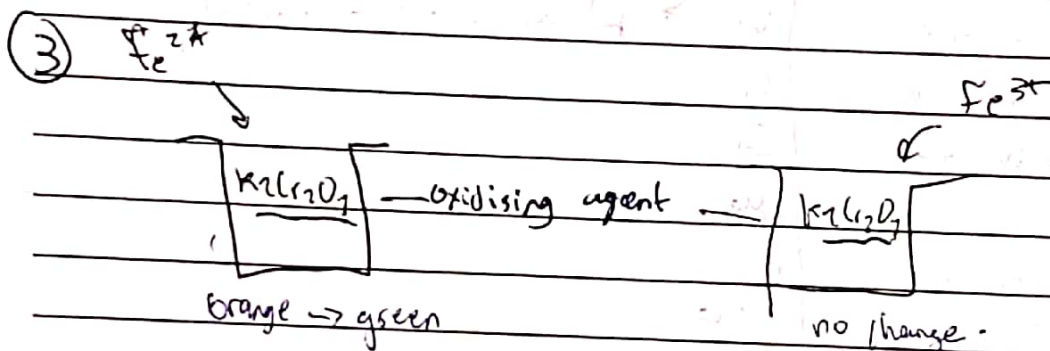 ③ Fe²⁺
Fe³⁺
K2Cr2O7 — oxidising agent — K2Cr2O7
orange → green
no change.